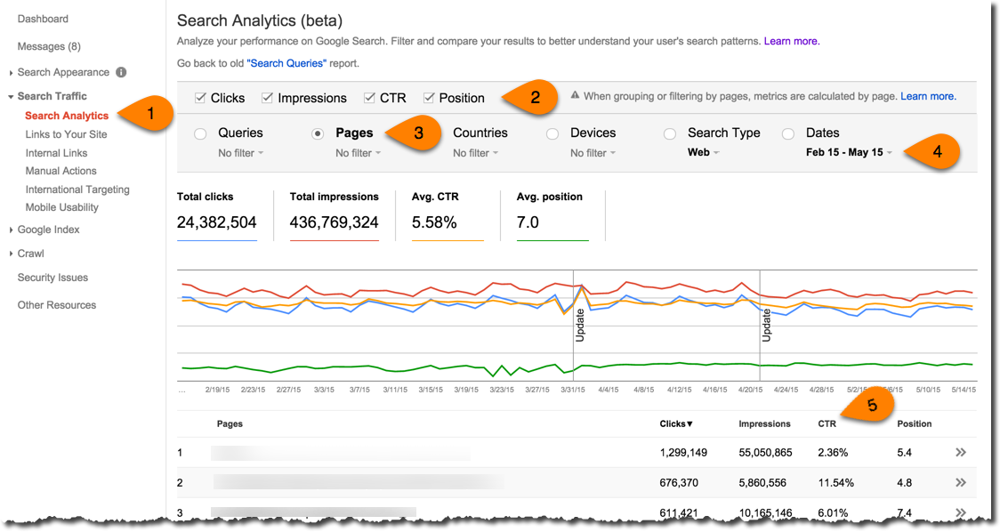 Dashboard
Messages (8)
Search Appearance
Search Traffic
Search Analytics
Links to Your Site
Internal Links
Manual Actions
International Targeting
Mobile Usability
Google Index
Crawl
Security Issues
Other Resources
1
Search Analytics (beta)
Analyze your performance on Google Search. Filter and compare your results to better understand your user's search patterns. Learn more.
Go back to old "Search Queries" report.
Clicks Impressions CTR Position 2 When grouping or filtering by pages, metrics are calculated by page. Learn more.
Queries Pages 3 Countries Devices Search Type Dates
No filter No filter No filter No filter Web Feb 15 - May 15 4
Total clicks Total impressions Avg. CTR Avg. position
24,382,504 436,769,324 5.58% 7.0
Update Update
... 2/19/15 2/23/15 2/27/15 3/3/15 3/7/15 3/11/15 3/15/15 3/19/15 3/23/15 3/27/15 3/31/15 4/4/15 4/8/15 4/12/15 4/16/15 4/20/15 4/24/15 4/28/15 5/2/15 5/6/15 5/10/15 5/14/15
5
Pages Clicks▼ Impressions CTR Position
1 1,299,149 55,050,865 2.36% 5.4 »
2 676,370 5,860,556 11.54% 4.8 »
3 611,421 10,165,146 6.01% 7.4 »